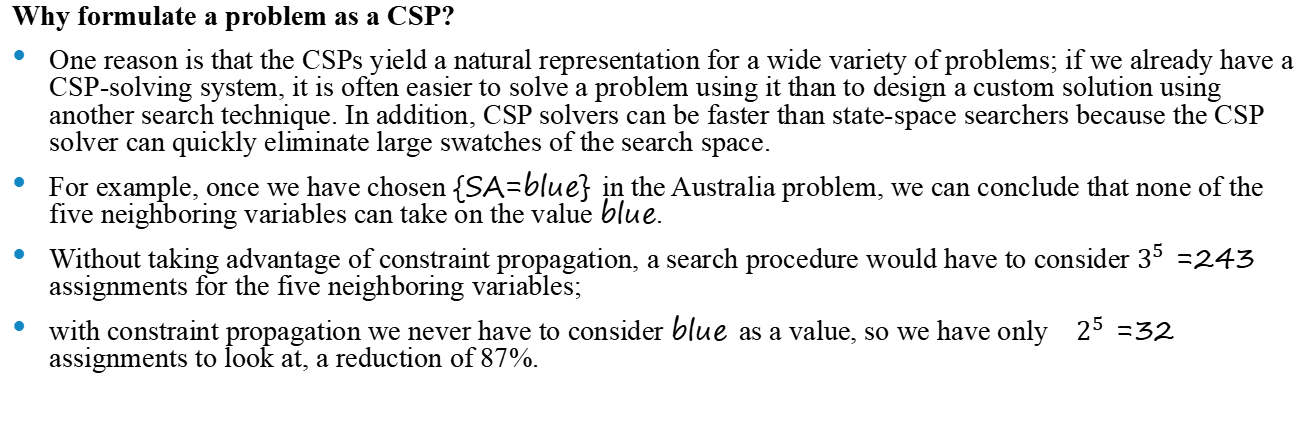 Why formulate a problem as a CSP?
• One reason is that the CSPs yield a natural representation for a wide variety of problems; if we already have a
CSP-solving system, it is often easier to solve a problem using it than to design a custom solution using
another search technique. In addition, CSP solvers can be faster than state-space searchers because the CSP
solver can quickly eliminate large swatches of the search space.
• For example, once we have chosen {SA=blue} in the Australia problem, we can conclude that none of the
five neighboring variables can take on the value blue.
• Without taking advantage of constraint propagation, a search procedure would have to consider 3⁵ =243
assignments for the five neighboring variables;
• with constraint propagation we never have to consider blue as a value, so we have only 2⁵ =32
assignments to look at, a reduction of 87%.